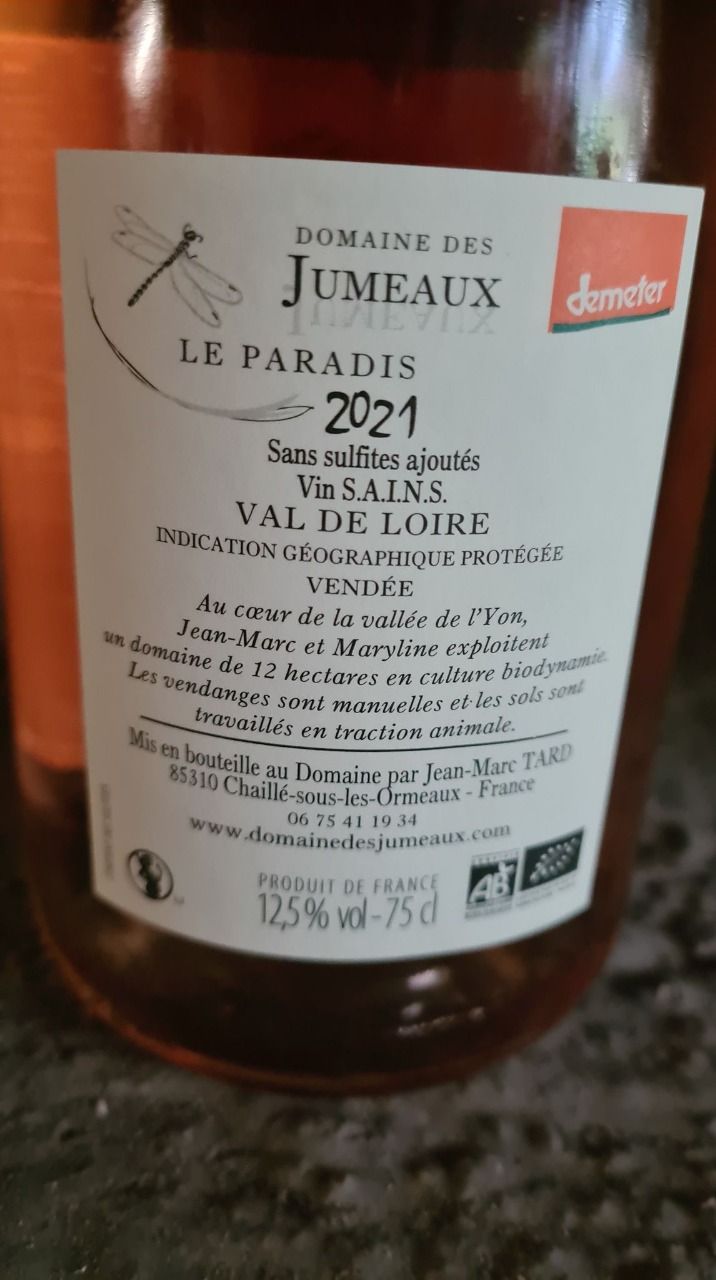 DOMAINE DES
JUMEAUX
demeter
LE PARADIS
2021
Sans sulfites ajoutés
Vin S.A.I.N.S.
VAL DE LOIRE
INDICATION GÉOGRAPHIQUE PROTÉGÉE
VENDÉE
Au cœur de la vallée de l'Yon,
Jean-Marc et Maryline exploitent
un domaine de 12 hectares en culture biodynamie.
Les vendanges sont manuelles et les sols sont
travaillés en traction animale.
Mis en bouteille au Domaine par Jean-Marc TARD
85310 Chaillé-sous-les-Ormeaux - France
06 75 41 19 34
www.domainedesjumeaux.com
PRODUIT DE FRANCE
12,5% vol - 75 cl
AB